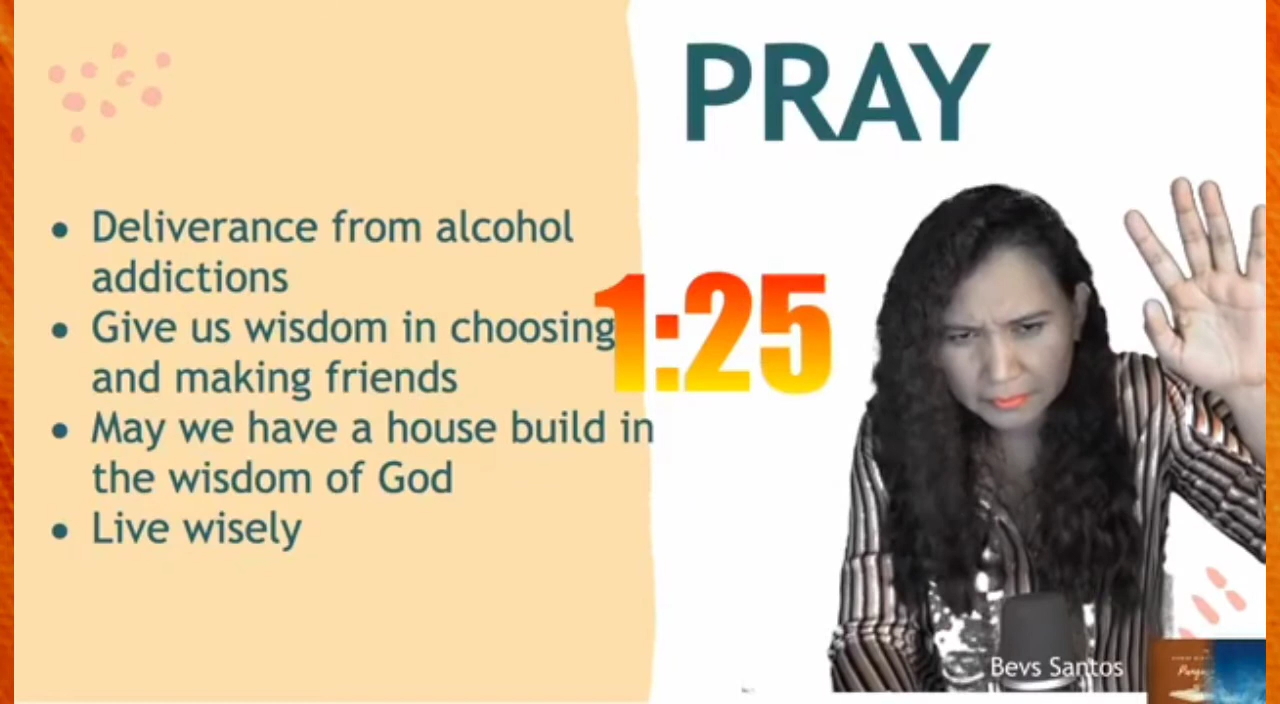 PRAY
• Deliverance from alcohol
addictions
• Give us wisdom in choosing
and making friends
• May we have a house build in
the wisdom of God
• Live wisely
1:25
Bevs Santos